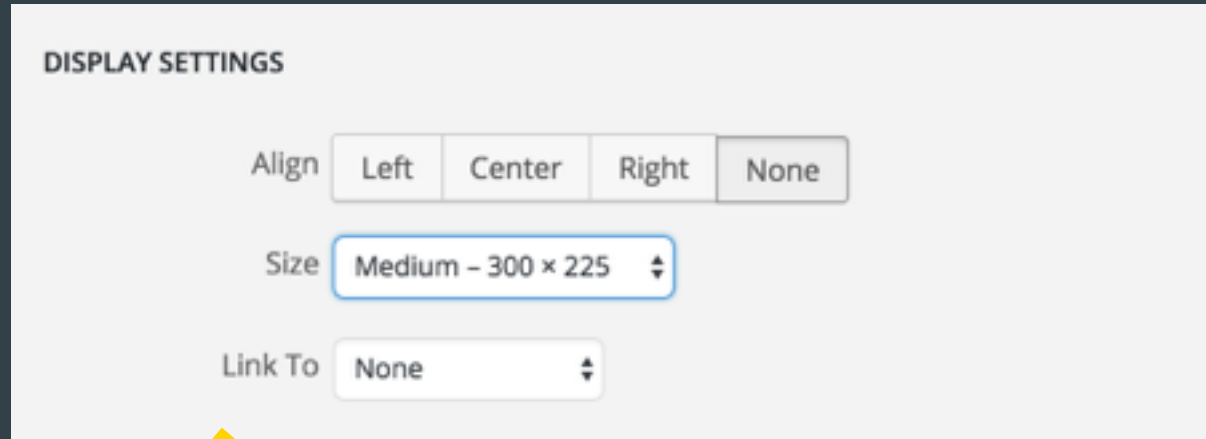 DISPLAY SETTINGS
Align Left Center Right None
Size Medium – 300 × 225
Link To None